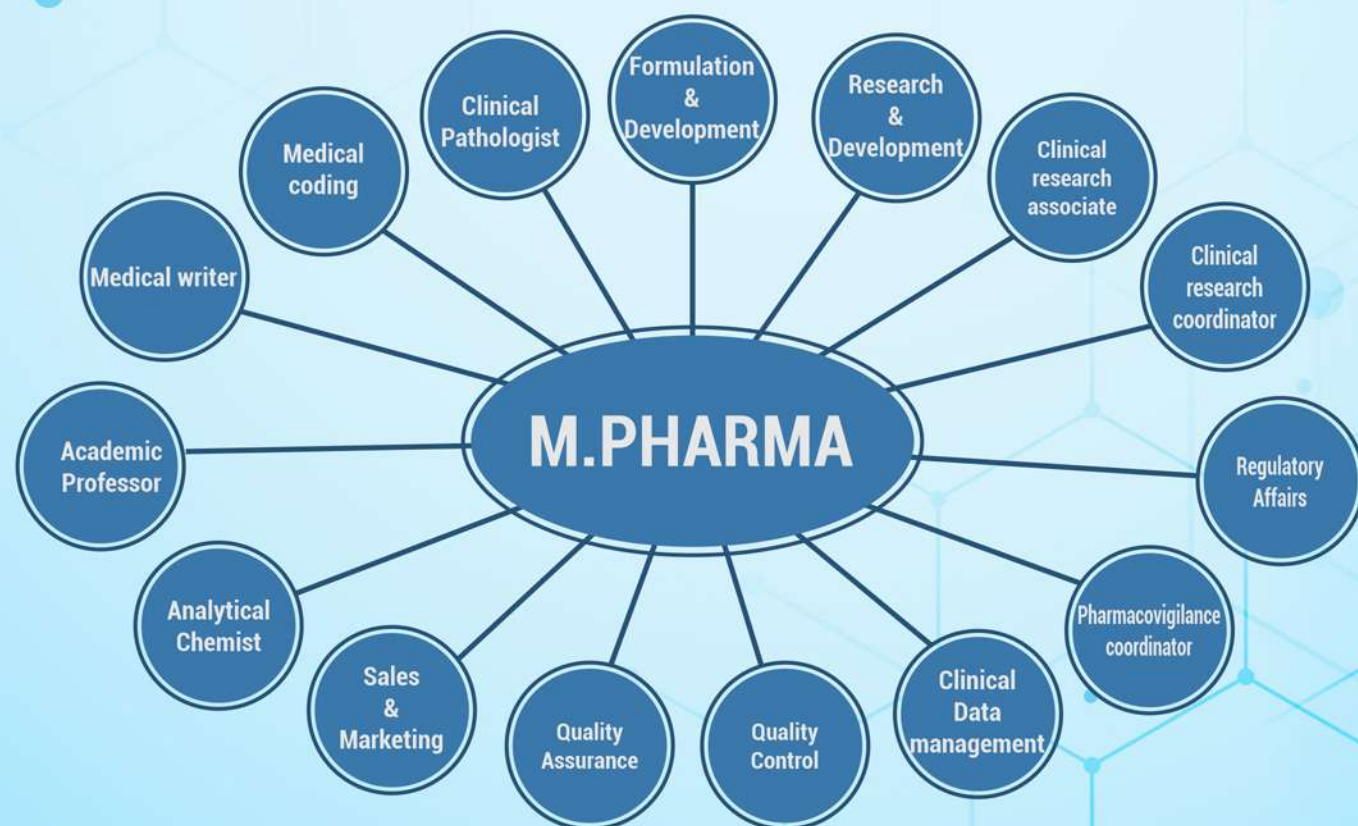 Formulation
&
Development
Research
&
Development
Clinical
research
associate
Clinical
research
coordinator
Regulatory
Affairs
Pharmacovigilance
coordinator
Clinical
Data
management
Quality
Control
Quality
Assurance
Sales
&
Marketing
Analytical
Chemist
Academic
Professor
Medical writer
Medical
coding
Clinical
Pathologist
M.PHARMA